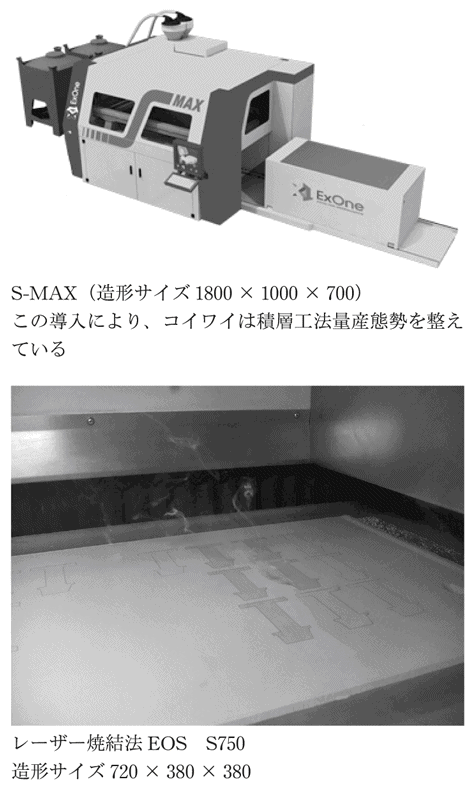 ExOne
MAX
ExOne
S-MAX（造形サイズ 1800 × 1000 × 700）
この導入により、コイワイは積層工法量産態勢を整え
ている
レーザー焼結法 EOS　S750
造形サイズ 720 × 380 × 380